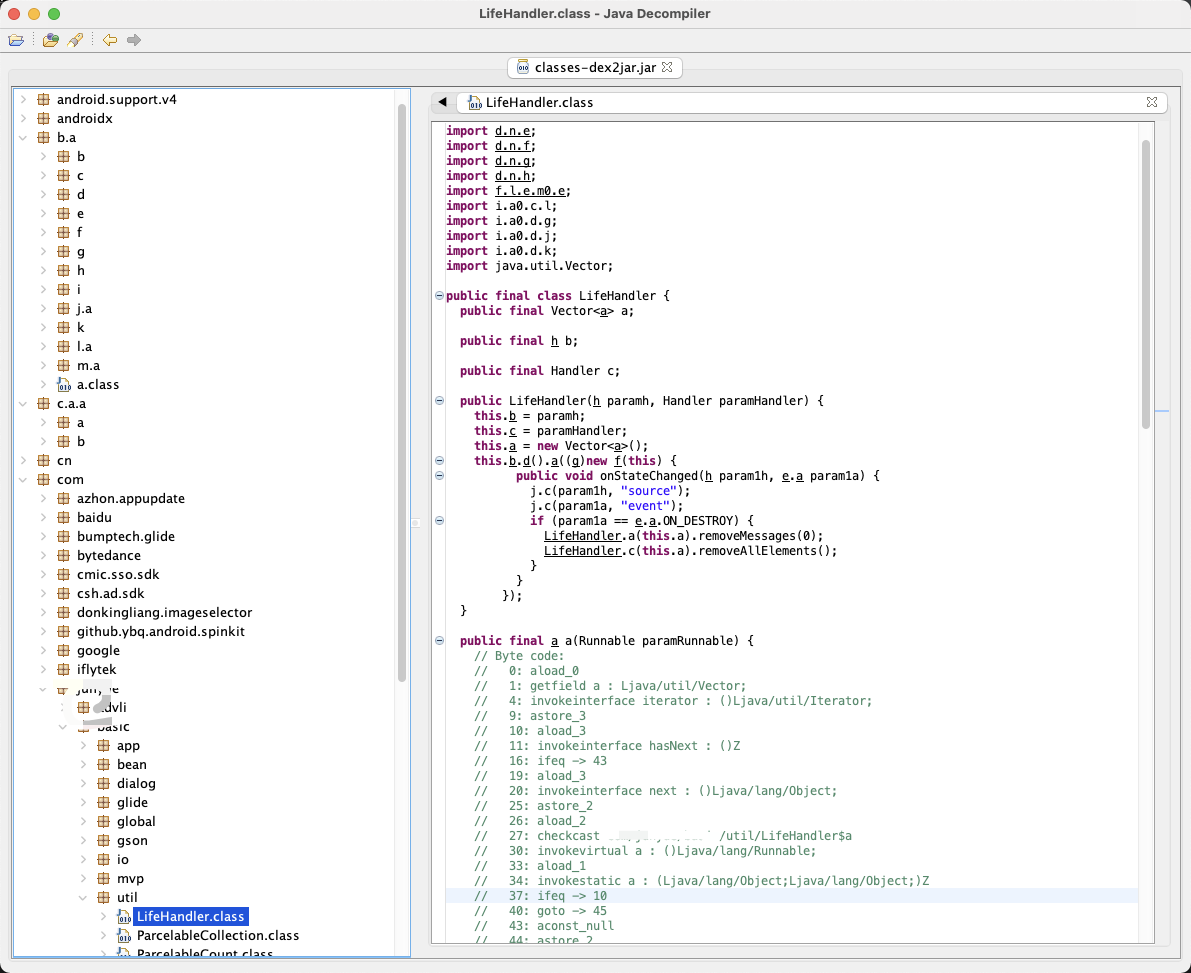 LifeHandler.class - Java Decompiler
classes-dex2jar.jar
android.support.v4
androidx
b.a
b
c
d
e
f
g
h
i
j.a
k
l.a
m.a
a.class
c.a.a
a
b
cn
com
azhon.appupdate
baidu
bumptech.glide
bytedance
cmic.sso.sdk
csh.ad.sdk
donkingliang.imageselector
github.ybq.android.spinkit
google
iflytek
basic
app
bean
dialog
glide
global
gson
io
mvp
util
LifeHandler.class
ParcelableCollection.class
ParcelableCount.class
LifeHandler.class
import d.n.e;
import d.n.f;
import d.n.g;
import d.n.h;
import f.l.e.m0.e;
import i.a0.c.l;
import i.a0.d.g;
import i.a0.d.j;
import i.a0.d.k;
import java.util.Vector;
public final class LifeHandler {
public final Vector<a> a;
public final h b;
public final Handler c;
public LifeHandler(h paramh, Handler paramHandler) {
this.b = paramh;
this.c = paramHandler;
this.a = new Vector<a>();
this.b.d().a((g)new f(this) {
public void onStateChanged(h param1h, e.a param1a) {
j.c(param1h, "source");
j.c(param1a, "event");
if (param1a == e.a.ON_DESTROY) {
LifeHandler.a(this.a).removeMessages(0);
LifeHandler.c(this.a).removeAllElements();
}
}
});
}
public final a a(Runnable paramRunnable) {
// Byte code:
// 0: aload_0
// 1: getfield a : Ljava/util/Vector;
// 4: invokeinterface iterator : ()Ljava/util/Iterator;
// 9: astore_3
// 10: aload_3
// 11: invokeinterface hasNext : ()Z
// 16: ifeq -> 43
// 19: aload_3
// 20: invokeinterface next : ()Ljava/lang/Object;
// 25: astore_2
// 26: aload_2
// 27: checkcast /util/LifeHandler$a
// 30: invokevirtual a : ()Ljava/lang/Runnable;
// 33: aload_1
// 34: invokestatic a : (Ljava/lang/Object;Ljava/lang/Object;)Z
// 37: ifeq -> 10
// 40: goto -> 45
// 43: aconst_null
// 44: astore_2